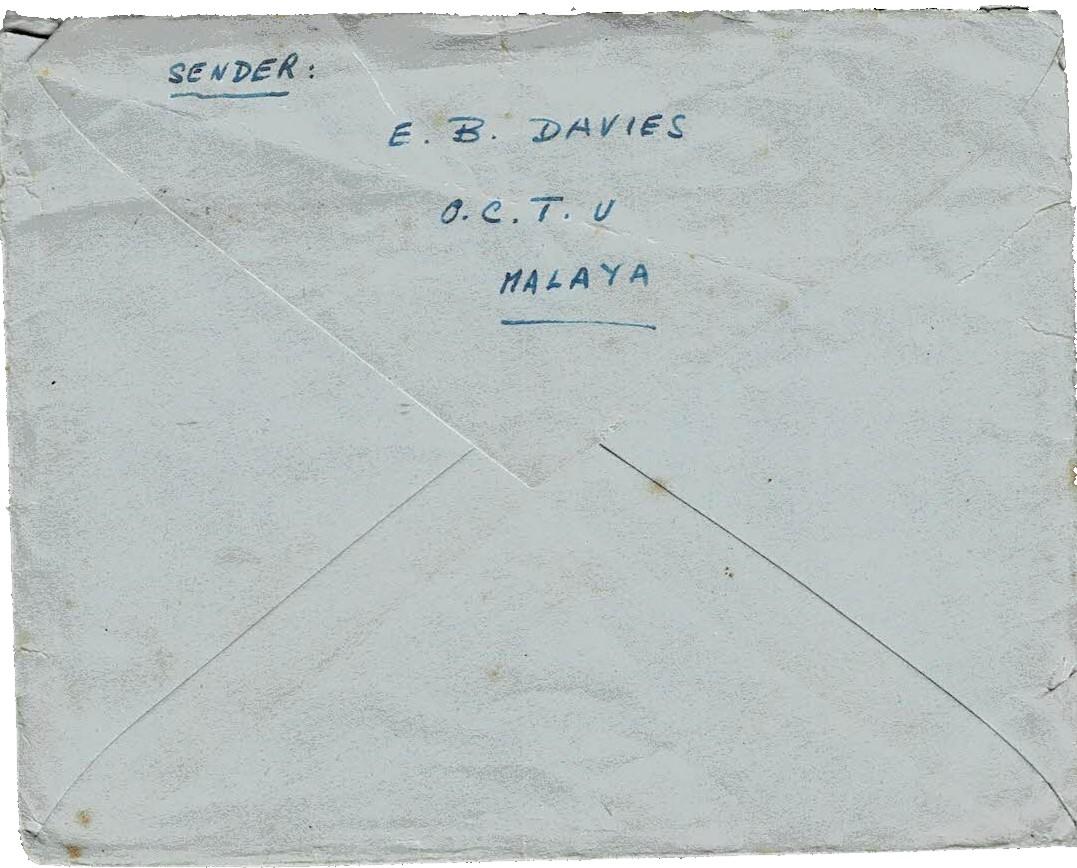 SENDER:
E. B. DAVIES
O.C.T.U
MALAYA